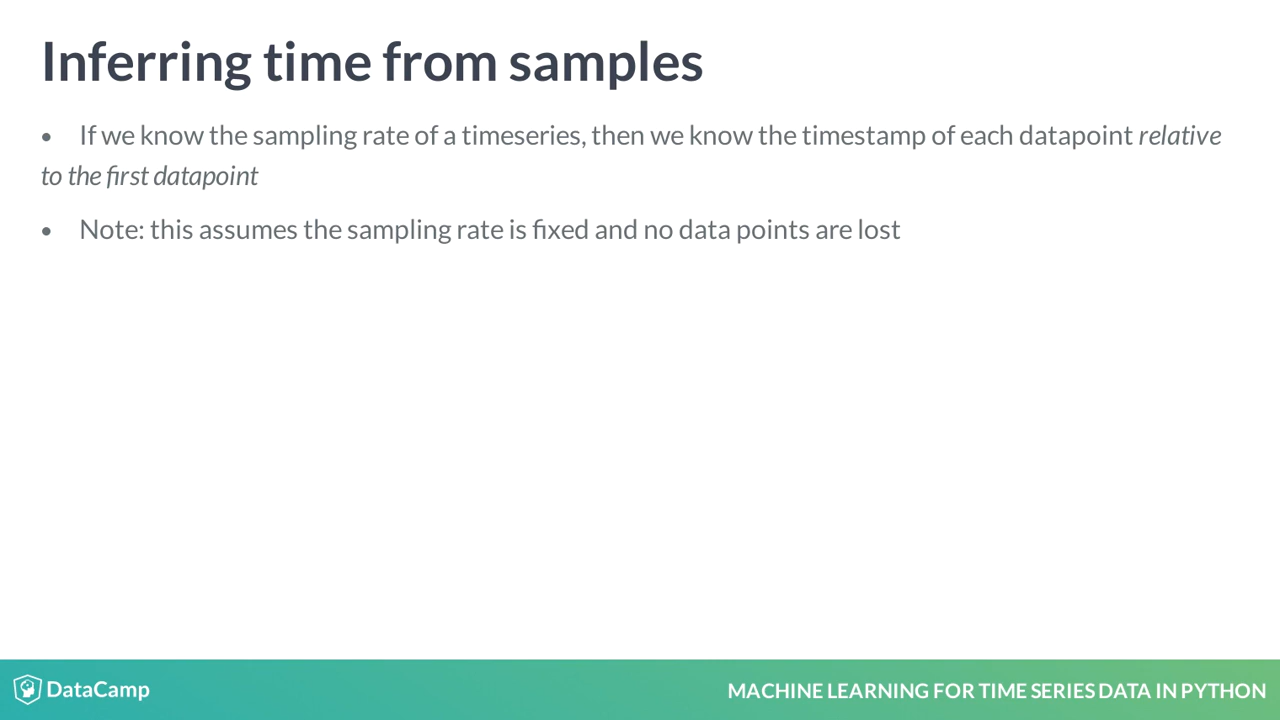 Inferring time from samples
• If we know the sampling rate of a timeseries, then we know the timestamp of each datapoint relative
to the first datapoint
• Note: this assumes the sampling rate is fixed and no data points are lost
DataCamp
MACHINE LEARNING FOR TIME SERIES DATA IN PYTHON